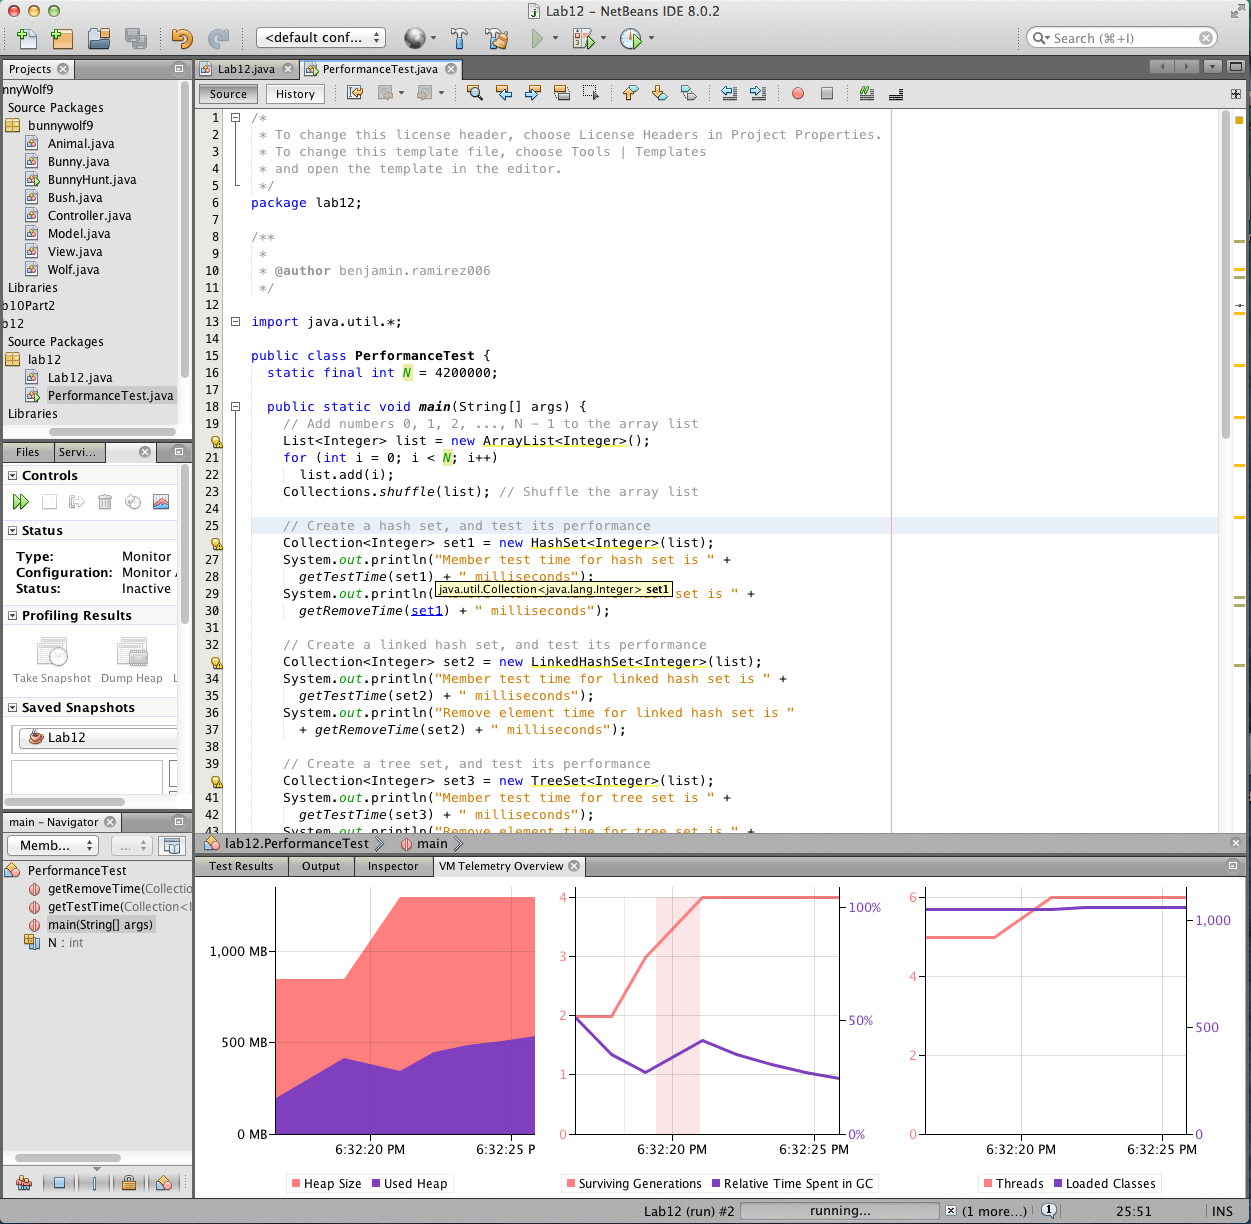 Lab12 – NetBeans IDE 8.0.2
<default conf...
Search (⌘+I)
Projects
Lab12.java
PerformanceTest.java
Source
History
nnyWolf9
Source Packages
bunnywolf9
Animal.java
Bunny.java
BunnyHunt.java
Bush.java
Controller.java
Model.java
View.java
Wolf.java
Libraries
b10Part2
b12
Source Packages
lab12
Lab12.java
PerformanceTest.java
Libraries
Files
Servi...
Controls
Status
Type: Monitor
Configuration: Monitor
Status: Inactive
Profiling Results
Take Snapshot
Dump Heap
L
Saved Snapshots
Lab12
main – Navigator
Memb...
...
PerformanceTest
getRemoveTime(Collectio
getTestTime(Collection<I
main(String[] args)
N : int
1 /*
2 * To change this license header, choose License Headers in Project Properties.
3 * To change this template file, choose Tools | Templates
4 * and open the template in the editor.
5 */
6 package lab12;
7
8 /**
9 *
10 * @author benjamin.ramirez006
11 */
12
13 import java.util.*;
14
15 public class PerformanceTest {
16 static final int N = 4200000;
17
18 public static void main(String[] args) {
19 // Add numbers 0, 1, 2, ..., N - 1 to the array list
List<Integer> list = new ArrayList<Integer>();
21 for (int i = 0; i < N; i++)
22 list.add(i);
23 Collections.shuffle(list); // Shuffle the array list
24
25 // Create a hash set, and test its performance
Collection<Integer> set1 = new HashSet<Integer>(list);
27 System.out.println("Member test time for hash set is " +
28 getTestTime(set1) + " milliseconds");
java.util.Collection<java.lang.Integer> set1
29 System.out.println( set is " +
30 getRemoveTime(set1) + " milliseconds");
31
32 // Create a linked hash set, and test its performance
Collection<Integer> set2 = new LinkedHashSet<Integer>(list);
34 System.out.println("Member test time for linked hash set is " +
35 getTestTime(set2) + " milliseconds");
36 System.out.println("Remove element time for linked hash set is "
37 + getRemoveTime(set2) + " milliseconds");
38
39 // Create a tree set, and test its performance
Collection<Integer> set3 = new TreeSet<Integer>(list);
41 System.out.println("Member test time for tree set is " +
42 getTestTime(set3) + " milliseconds");
43 System.out.println("Remove element time for tree set is " +
lab12.PerformanceTest
main
Test Results
Output
Inspector
VM Telemetry Overview
1,000 MB
500 MB
0 MB
6:32:20 PM
6:32:25 P
Heap Size
Used Heap
4
3
2
1
0
100%
50%
0%
6:32:20 PM
6:32:25 PM
Surviving Generations
Relative Time Spent in GC
6
4
2
0
1,000
500
0
6:32:20 PM
6:32:25 PM
Threads
Loaded Classes
Lab12 (run) #2
running...
(1 more...)
1
25:51
INS